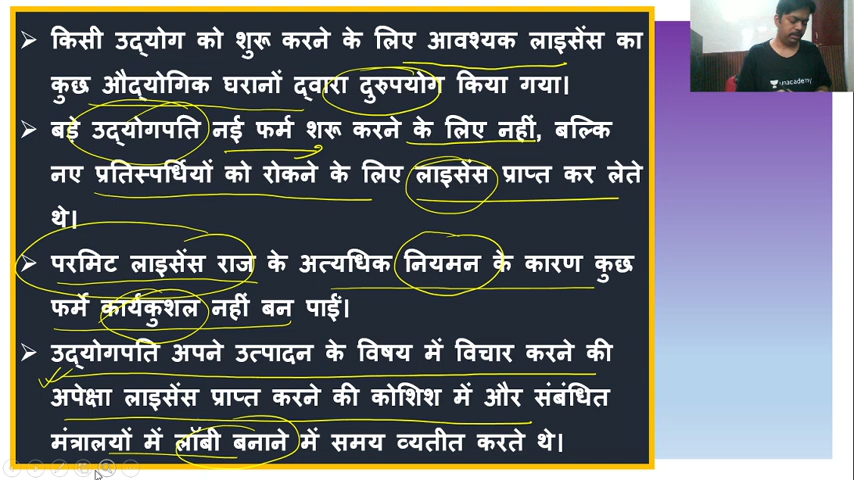 किसी उद्योग को शुरू करने के लिए आवश्यक लाइसेंस का
कुछ औद्योगिक घरानों द्वारा दुरुपयोग किया गया।
बड़े उद्योगपति नई फर्म शरू करने के लिए नहीं, बल्कि
नए प्रतिस्पर्धियों को रोकने के लिए लाइसेंस प्राप्त कर लेते
थे।
परमिट लाइसेंस राज के अत्यधिक नियमन के कारण कुछ
फर्में कार्यकुशल नहीं बन पाईं।
उद्योगपति अपने उत्पादन के विषय में विचार करने की
अपेक्षा लाइसेंस प्राप्त करने की कोशिश में और संबंधित
मंत्रालयों में लॉबी बनाने में समय व्यतीत करते थे।
unacademy